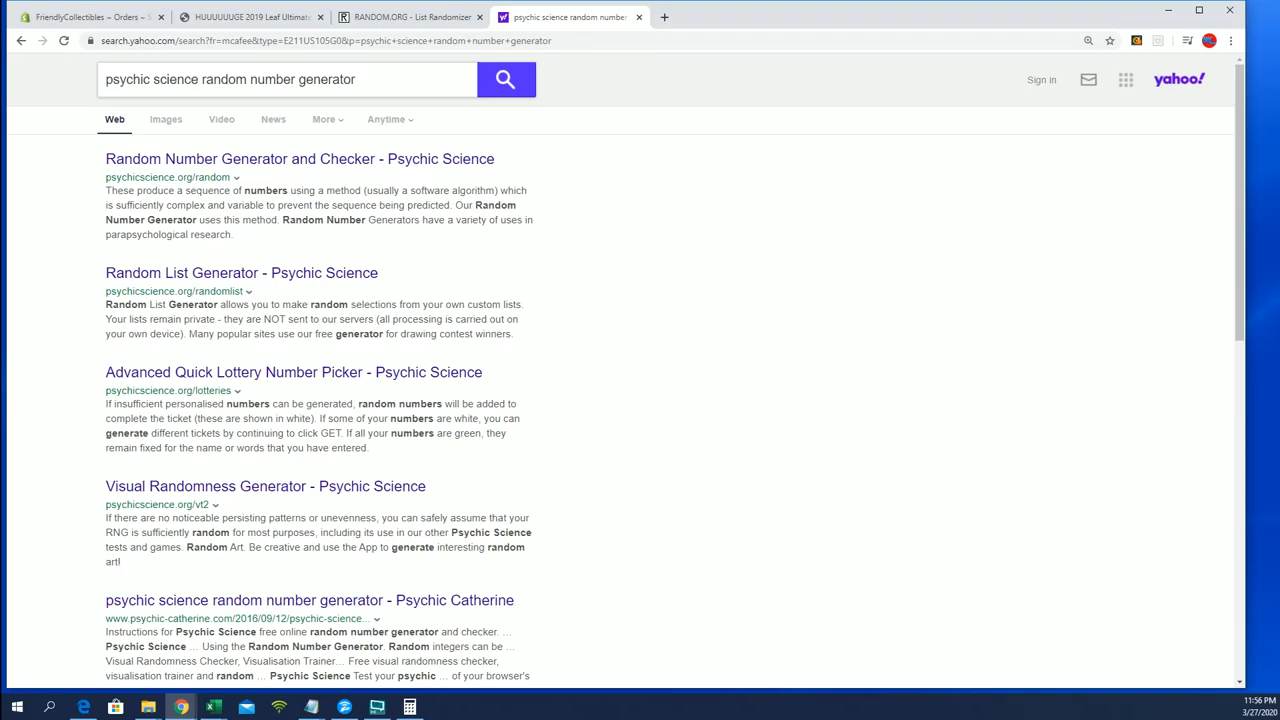 FriendlyCollectibles ~ Orders ~ S
HUUUUUUGE 2019 Leaf Ultimate
RANDOM.ORG - List Randomizer
psychic science random number
search.yahoo.com/search?fr=mcafee&type=E211US105G0&p=psychic+science+random+number+generator
psychic science random number generator
Sign in
yahoo!
Web Images Video News More Anytime
Random Number Generator and Checker - Psychic Science
psychicscience.org/random
These produce a sequence of numbers using a method (usually a software algorithm) which
is sufficiently complex and variable to prevent the sequence being predicted. Our Random
Number Generator uses this method. Random Number Generators have a variety of uses in
parapsychological research.
Random List Generator - Psychic Science
psychicscience.org/randomlist
Random List Generator allows you to make random selections from your own custom lists.
Your lists remain private - they are NOT sent to our servers (all processing is carried out on
your own device). Many popular sites use our free generator for drawing contest winners.
Advanced Quick Lottery Number Picker - Psychic Science
psychicscience.org/lotteries
If insufficient personalised numbers can be generated, random numbers will be added to
complete the ticket (these are shown in white). If some of your numbers are white, you can
generate different tickets by continuing to click GET. If all your numbers are green, they
remain fixed for the name or words that you have entered.
Visual Randomness Generator - Psychic Science
psychicscience.org/vt2
If there are no noticeable persisting patterns or unevenness, you can safely assume that your
RNG is sufficiently random for most purposes, including its use in our other Psychic Science
tests and games. Random Art. Be creative and use the App to generate interesting random
art!
psychic science random number generator - Psychic Catherine
www.psychic-catherine.com/2016/09/12/psychic-science...
Instructions for Psychic Science free online random number generator and checker. ...
Psychic Science ... Using the Random Number Generator. Random integers can be ...
Visual Randomness Checker, Visualisation Trainer... Free visual randomness checker,
visualisation trainer and random ... Psychic Science Test your psychic ... of your browser's
11:56 PM
3/27/2020